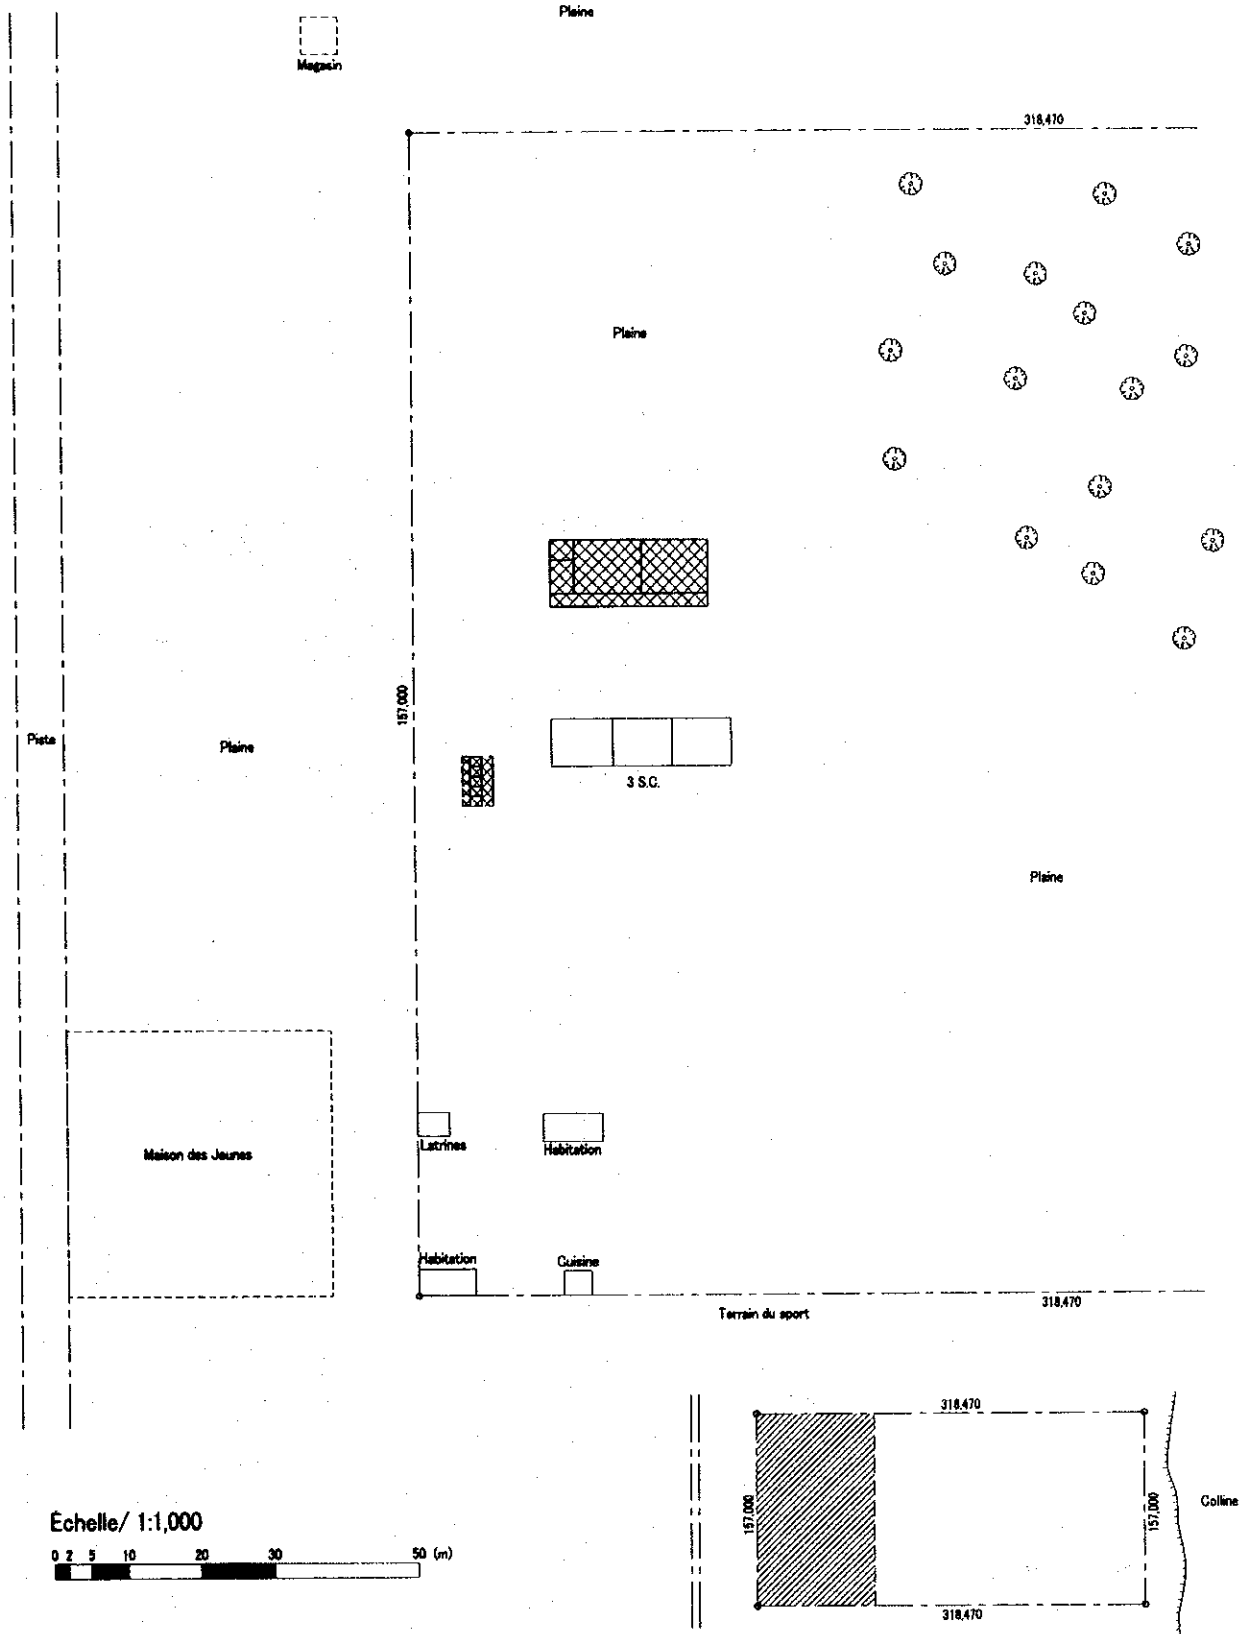 Plaine
Magasin
318,470
Plaine
157,000
Piste
Plaine
3 S.C.
Plaine
Latrines
Habitation
Maison des Jeunes
Habitation
Cuisine
Terrain du sport
318,470
318,470
157,000
157,000
Colline
318,470
Échelle/ 1:1,000
0 2 5 10 20 30 50 (m)